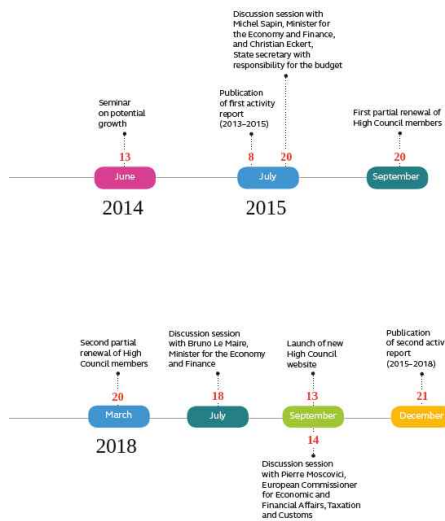 Discussion session with
Michel Sapin, Minister for
the Economy and Finance,
and Christian Eckert,
State secretary with
responsibility for the budget
Seminar
on potential
growth
Publication
of first activity
report
(2013–2015)
First partial renewal of
High Council members
13
8
20
20
June
July
September
2014
2015
Second partial
renewal of High
Council members
Discussion session
with Bruno Le Maire,
Minister for the Economy
and Finance
Launch of new
High Council
website
Publication
of second activ
report
(2015–2018)
20
18
13
21
March
July
September
December
2018
14
Discussion session
with Pierre Moscovici,
European Commissioner
for Economic and
Financial Affairs, Taxation
and Customs